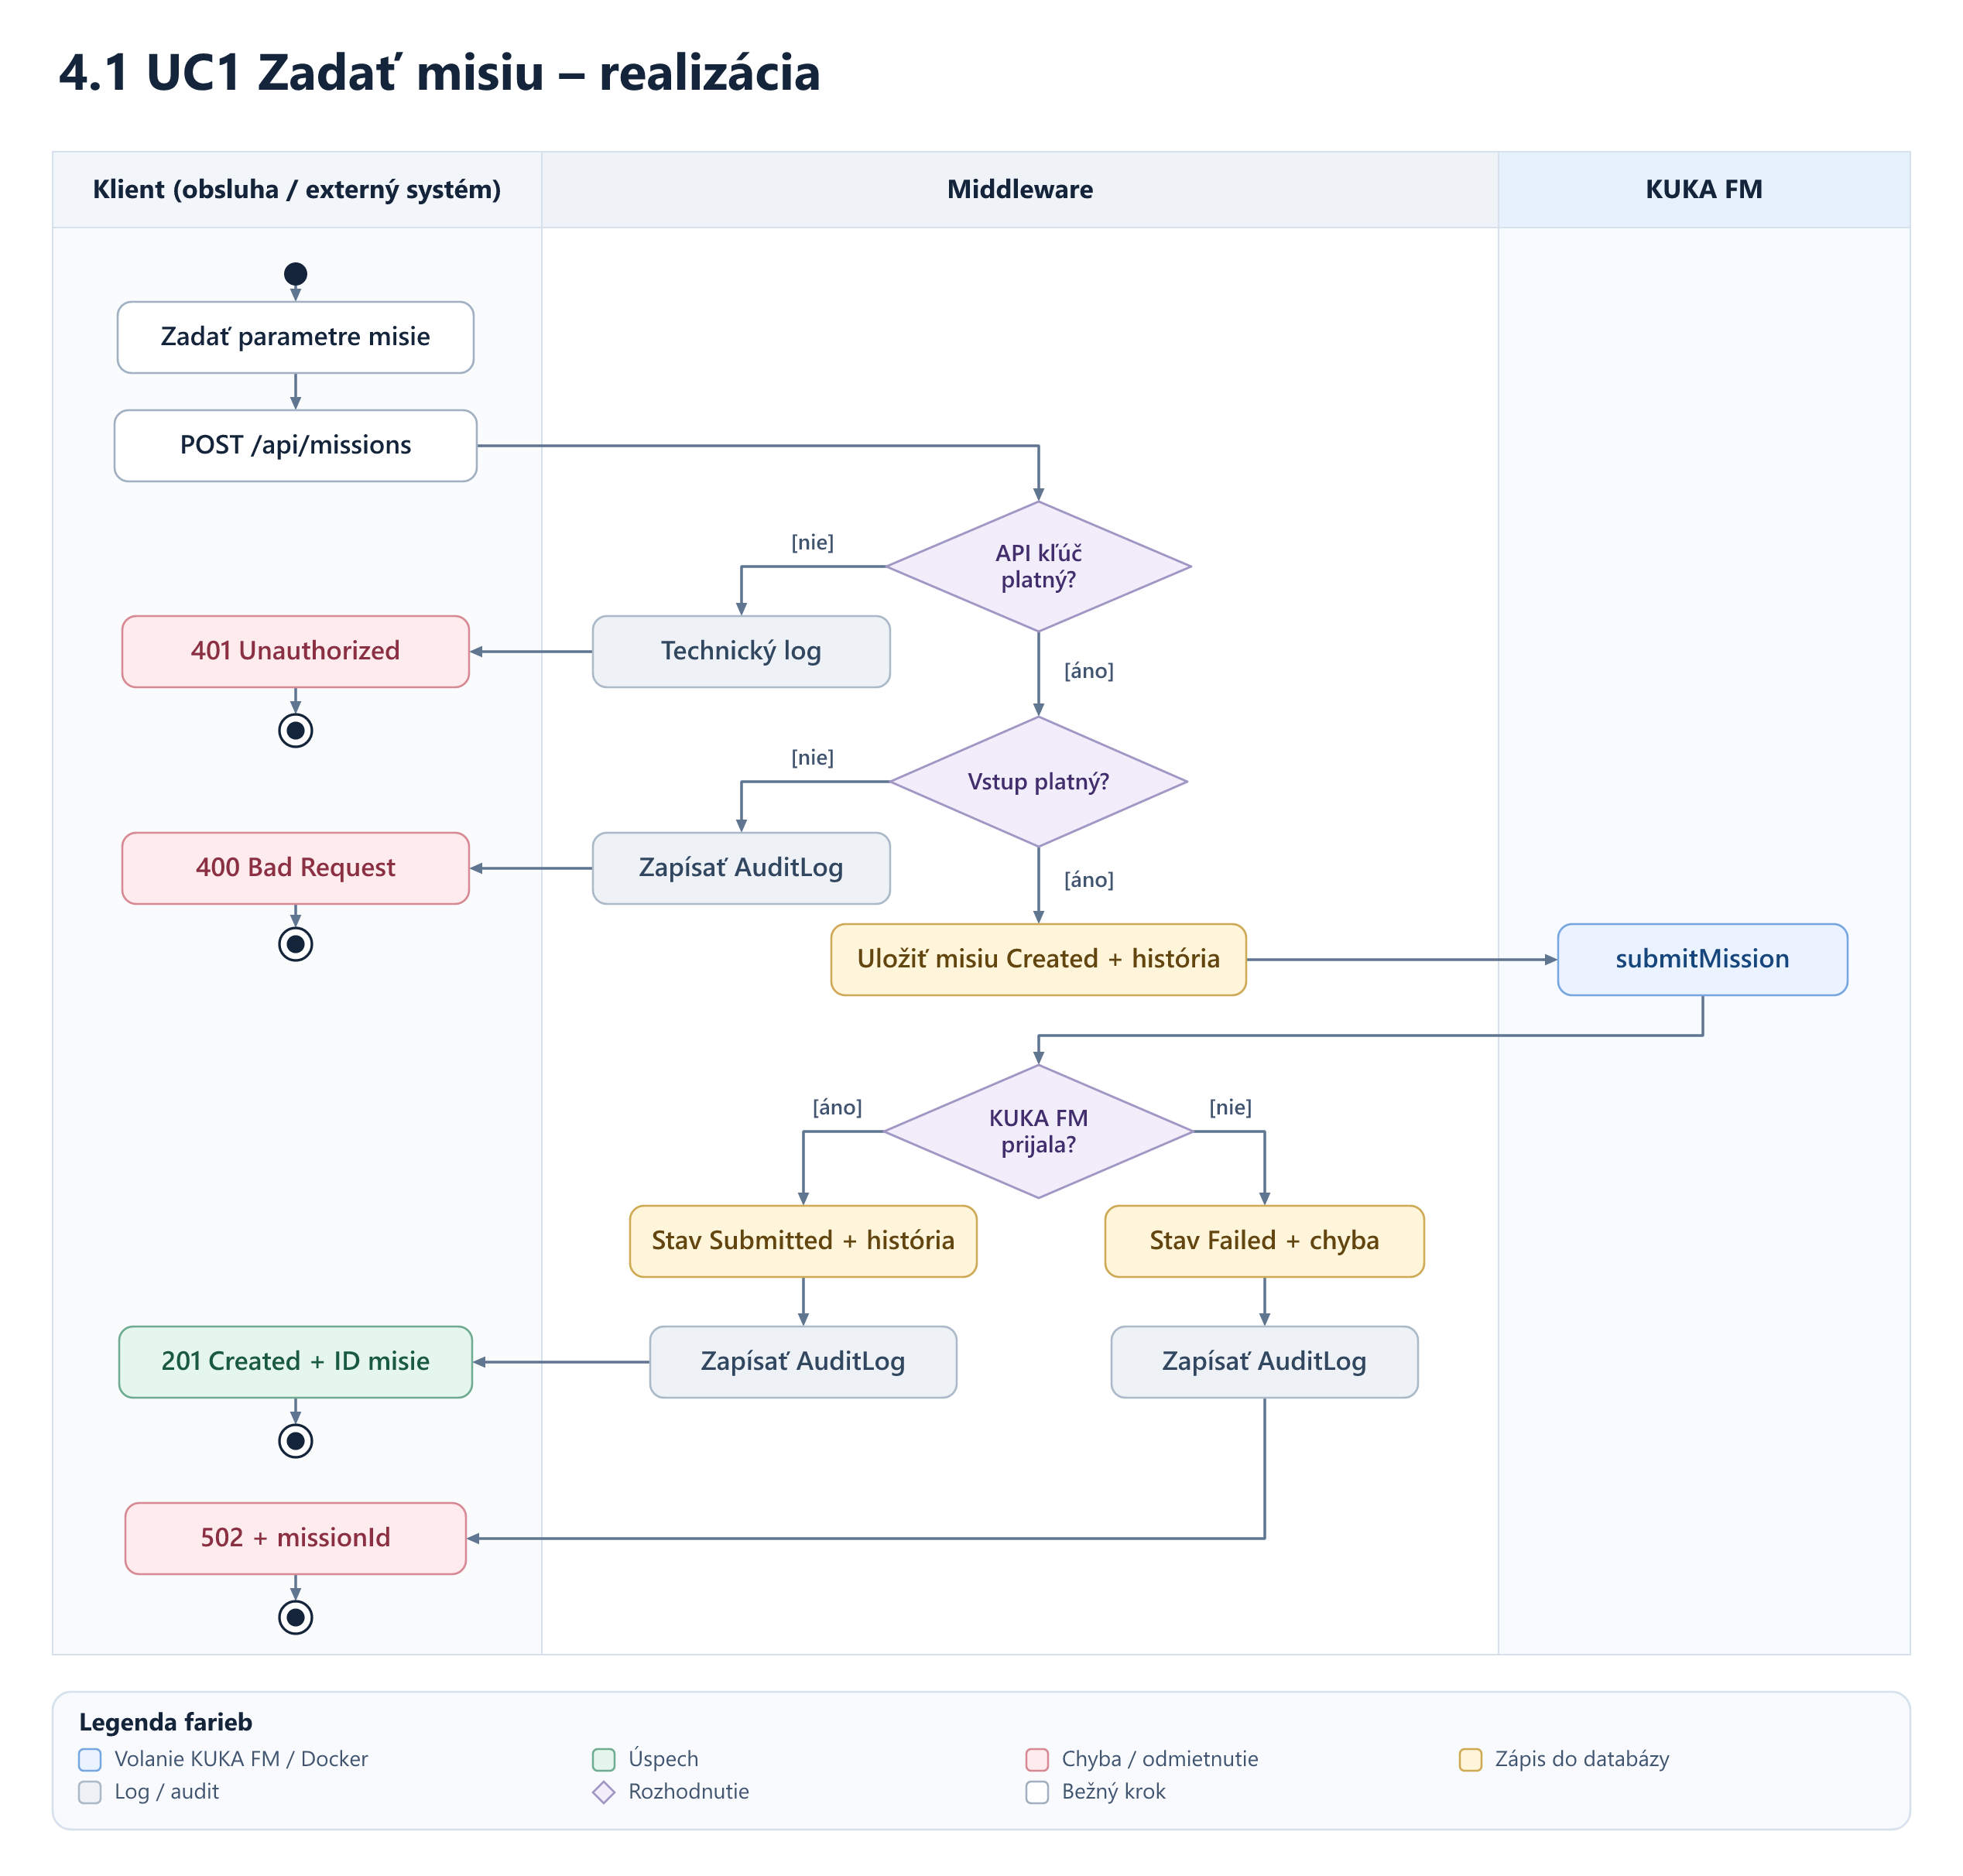 4.1 UC1 Zadať misiu – realizácia
Klient (obsluha / externý systém)
Middleware
KUKA FM
Zadať parametre misie
POST /api/missions
[nie]
API kľúč
platný?
401 Unauthorized
Technický log
[áno]
[nie]
Vstup platný?
400 Bad Request
Zapísať AuditLog
[áno]
Uložiť misiu Created + história
submitMission
[áno]
KUKA FM
prijala?
[nie]
Stav Submitted + história
Stav Failed + chyba
201 Created + ID misie
Zapísať AuditLog
Zapísať AuditLog
502 + missionId
Legenda farieb
Volanie KUKA FM / Docker
Úspech
Chyba / odmietnutie
Zápis do databázy
Log / audit
Rozhodnutie
Bežný krok